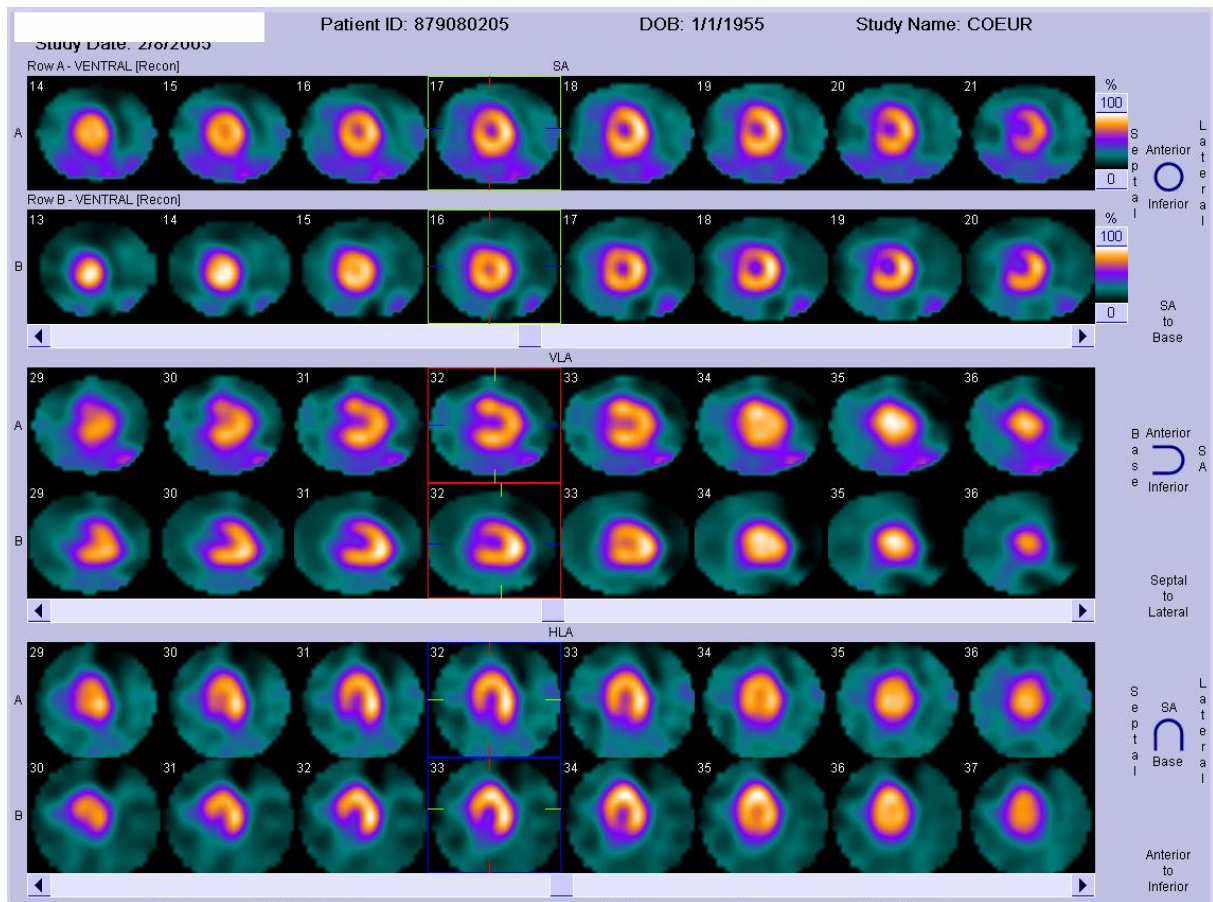 Patient ID: 879080205 DOB: 1/1/1955 Study Name: COEUR
Study Date: 2/8/2005
Row A - VENTRAL [Recon] SA
14 15 16 17 18 19 20 21
A
%
100
0
Septal
Anterior
Inferior
Lateral
Row B - VENTRAL [Recon]
13 14 15 16 17 18 19 20
B
%
100
0
SA
to
Base
VLA
29 30 31 32 33 34 35 36
A
Base
Anterior
Inferior
SA
29 30 31 32 33 34 35 36
B
Septal
to
Lateral
HLA
29 30 31 32 33 34 35 36
A
Septal
SA
Base
Lateral
30 31 32 33 34 35 36 37
B
Anterior
to
Inferior